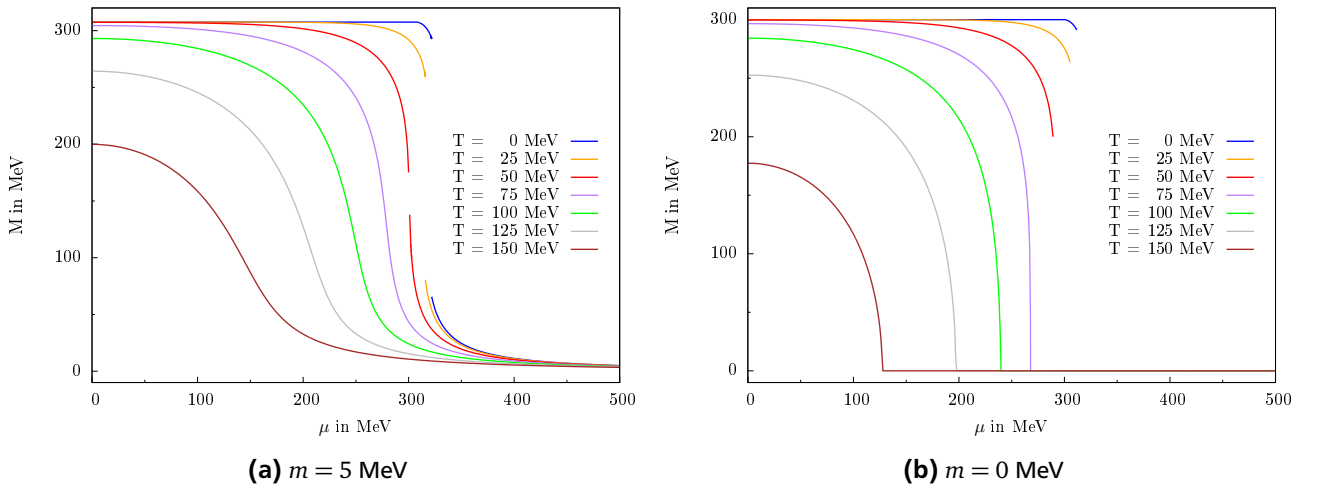 300
200
100
0
M in MeV
T = 0 MeV
T = 25 MeV
T = 50 MeV
T = 75 MeV
T = 100 MeV
T = 125 MeV
T = 150 MeV
0 100 200 300 400 500
μ in MeV
(a) m = 5 MeV
300
200
100
0
M in MeV
T = 0 MeV
T = 25 MeV
T = 50 MeV
T = 75 MeV
T = 100 MeV
T = 125 MeV
T = 150 MeV
0 100 200 300 400 500
μ in MeV
(b) m = 0 MeV